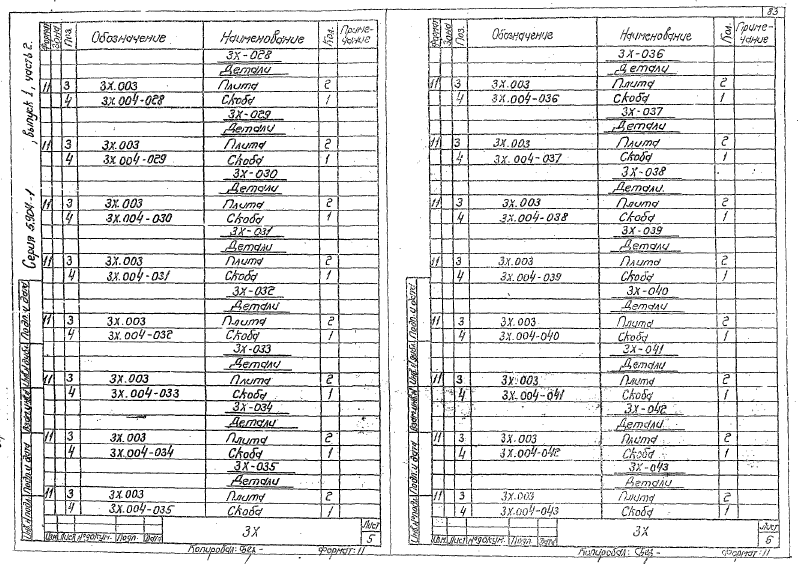 Серия 5.904-1, выпуск 1, часть 2.
Формат Зона Поз. Обозначение Наименование Кол. Примечание
3Х-028
Детали
11 3 3Х.003 Плита 2
4 3Х.004-028 Скоба 1
3Х-029
Детали
11 3 3Х.003 Плита 2
4 3Х.004-029 Скоба 1
3Х-030
Детали
11 3 3Х.003 Плита 2
4 3Х.004-030 Скоба 1
3Х-031
Детали
11 3 3Х.003 Плита 2
4 3Х.004-031 Скоба 1
3Х-032
Детали
11 3 3Х.003 Плита 2
4 3Х.004-032 Скоба 1
3Х-033
Детали
11 3 3Х.003 Плита 2
4 3Х.004-033 Скоба 1
3Х-034
Детали
11 3 3Х.003 Плита 2
4 3Х.004-034 Скоба 1
3Х-035
Детали
11 3 3Х.003 Плита 2
4 3Х.004-035 Скоба 1
Инв.№подл. Подп. и дата Взам.инв.№ Инв.№дубл. Подп. и дата
Изм. Лист №докум. Подп. Дата
3Х
Лист
5
Копировал: Без -
Формат: 11
83
Формат Зона Поз. Обозначение Наименование Кол. Примечание
3Х-036
Детали
11 3 3Х.003 Плита 2
4 3Х.004-036 Скоба 1
3Х-037
Детали
11 3 3Х.003 Плита 2
4 3Х.004-037 Скоба 1
3Х-038
Детали
11 3 3Х.003 Плита 2
4 3Х.004-038 Скоба 1
3Х-039
Детали
11 3 3Х.003 Плита 2
4 3Х.004-039 Скоба 1
3Х-040
Детали
11 3 3Х.003 Плита 2
4 3Х.004-040 Скоба 1
3Х-041
Детали
11 3 3Х.003 Плита 2
4 3Х.004-041 Скоба 1
3Х-042
Детали
11 3 3Х.003 Плита 2
4 3Х.004-042 Скоба 1
3Х-043
Детали
11 3 3Х.003 Плита 2
4 3Х.004-043 Скоба 1
Инв.№подл. Подп. и дата Взам.инв.№ Инв.№дубл. Подп. и дата
Изм. Лист №докум. Подп. Дата
3Х
Лист
6
Копировал: Без -
Формат: 11